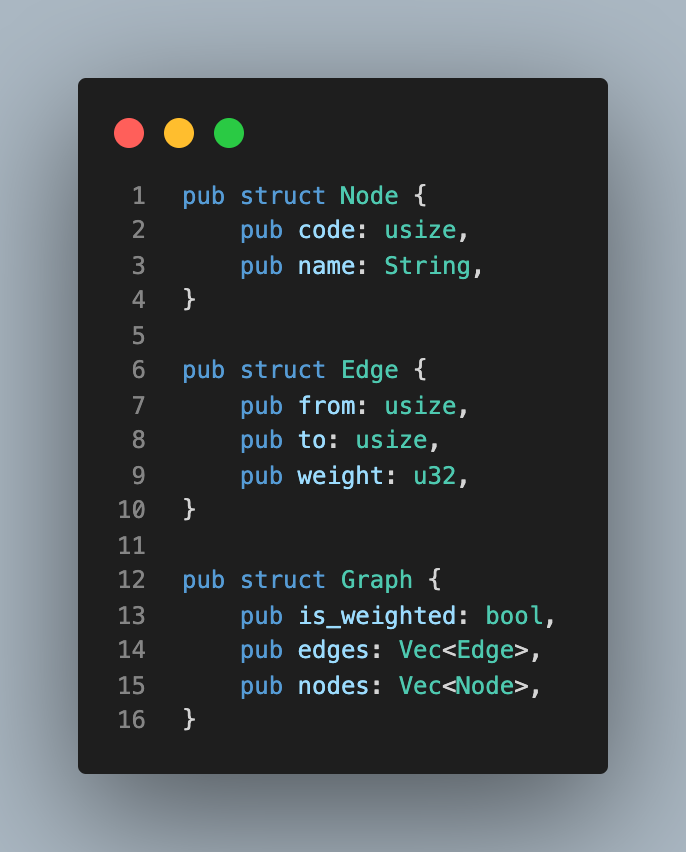 1 pub struct Node {
2     pub code: usize,
3     pub name: String,
4 }
5
6 pub struct Edge {
7     pub from: usize,
8     pub to: usize,
9     pub weight: u32,
10 }
11
12 pub struct Graph {
13     pub is_weighted: bool,
14     pub edges: Vec<Edge>,
15     pub nodes: Vec<Node>,
16 }